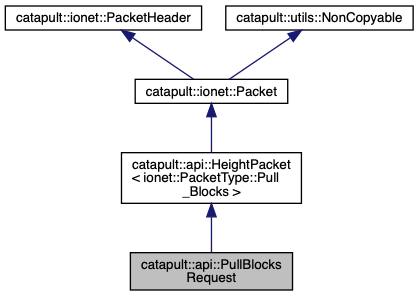 catapult::ionet::PacketHeader
catapult::utils::NonCopyable
catapult::ionet::Packet
catapult::api::HeightPacket
< ionet::PacketType::Pull
_Blocks >
catapult::api::PullBlocks
Request